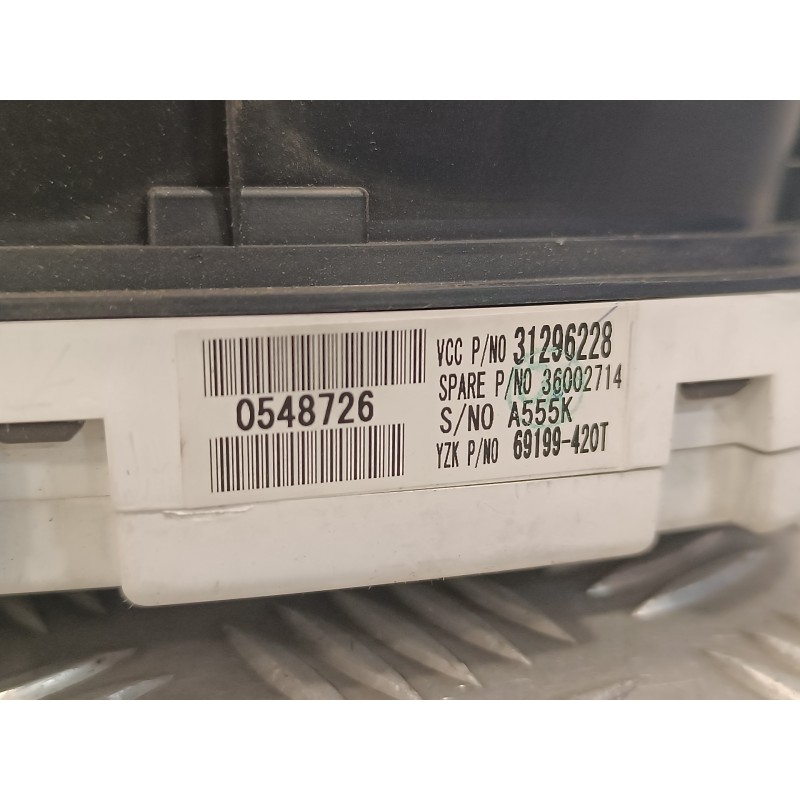 VCC P/NO 31296228
SPARE P/NO 36002714
0548726
S/NO A555K
YZK P/NO 69199-420T